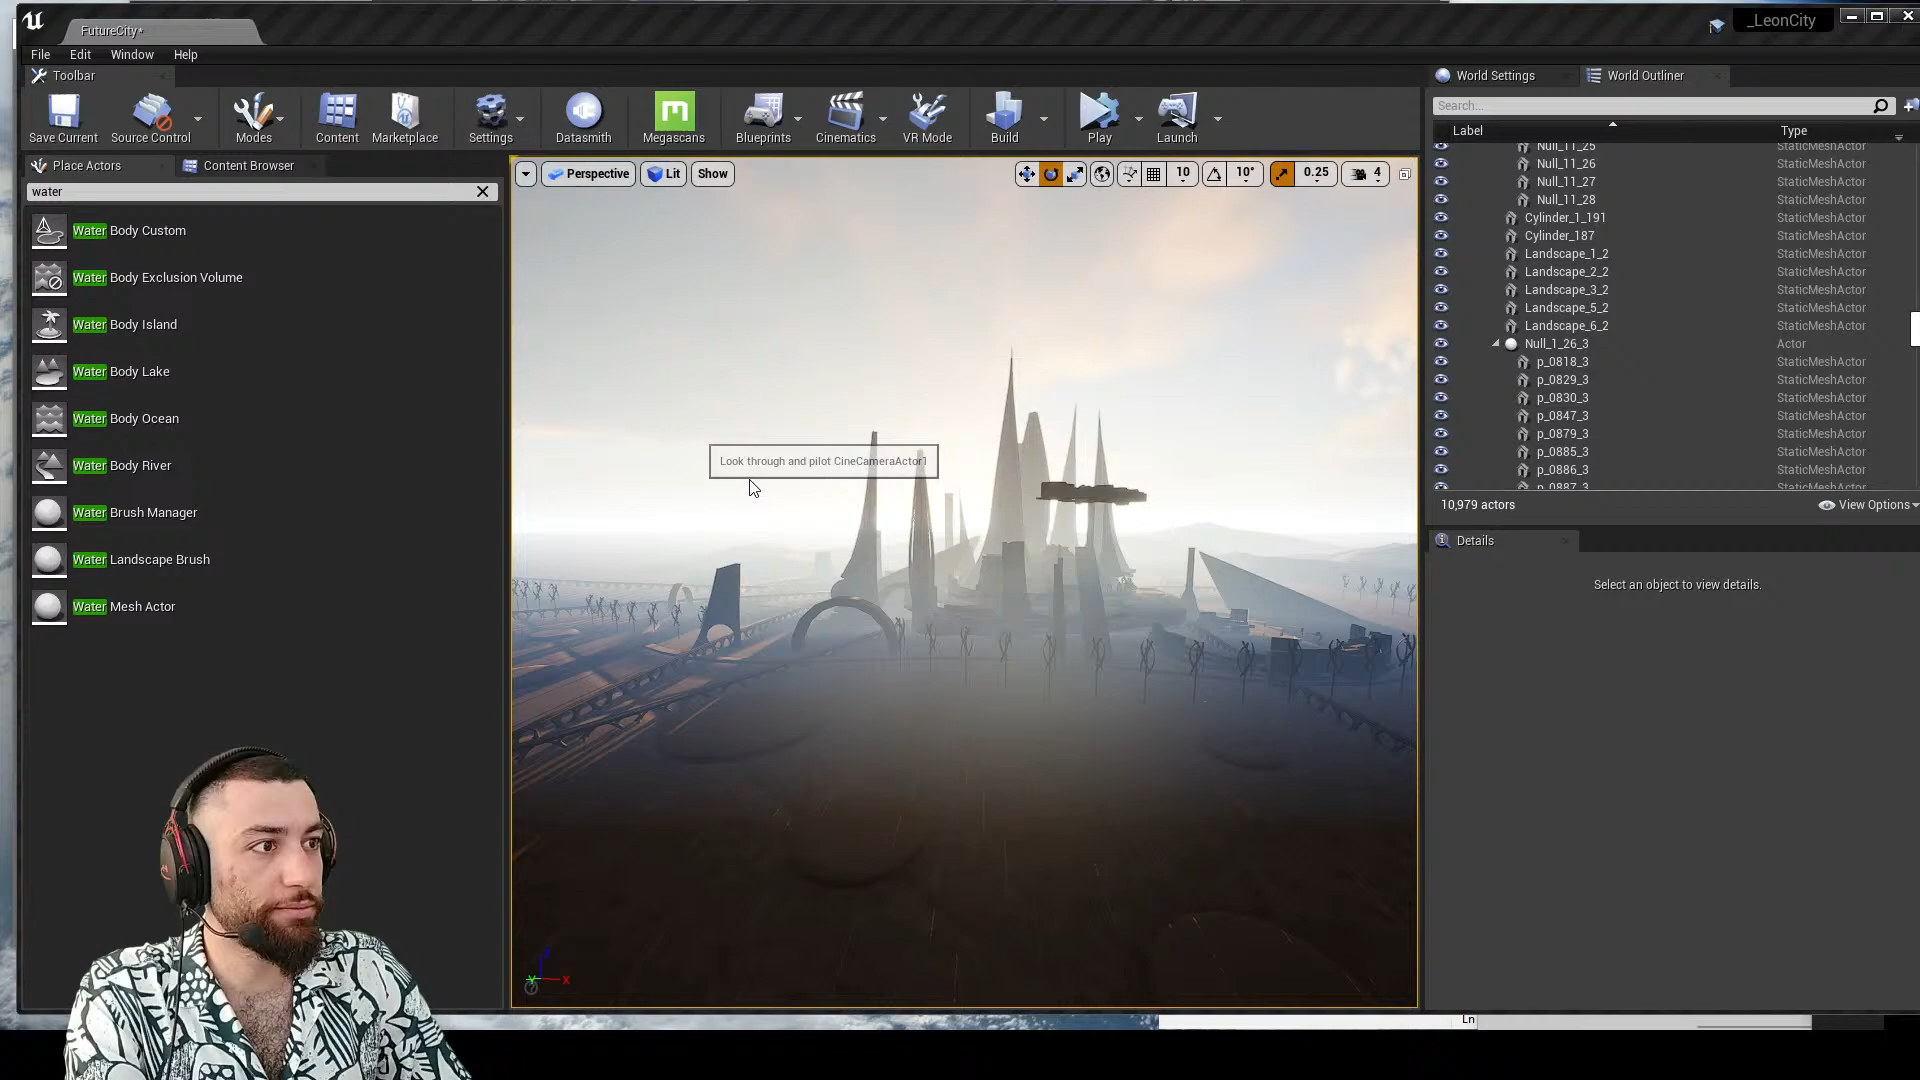 FutureCity*
_LeonCity
File Edit Window Help
Toolbar
World Settings
World Outliner
Search...
Save Current
Source Control
Modes
Content
Marketplace
Settings
Datasmith
Megascans
Blueprints
Cinematics
VR Mode
Build
Play
Launch
Label
Type
Place Actors
Content Browser
water
Perspective
Lit
Show
10
10°
0.25
4
Water Body Custom
Water Body Exclusion Volume
Water Body Island
Water Body Lake
Water Body Ocean
Water Body River
Water Brush Manager
Water Landscape Brush
Water Mesh Actor
Look through and pilot CineCameraActor1
Z
Y
X
Null_11_25 StaticMeshActor
Null_11_26 StaticMeshActor
Null_11_27 StaticMeshActor
Null_11_28 StaticMeshActor
Cylinder_1_191 StaticMeshActor
Cylinder_187 StaticMeshActor
Landscape_1_2 StaticMeshActor
Landscape_2_2 StaticMeshActor
Landscape_3_2 StaticMeshActor
Landscape_5_2 StaticMeshActor
Landscape_6_2 StaticMeshActor
Null_1_26_3 Actor
p_0818_3 StaticMeshActor
p_0829_3 StaticMeshActor
p_0830_3 StaticMeshActor
p_0847_3 StaticMeshActor
p_0879_3 StaticMeshActor
p_0885_3 StaticMeshActor
p_0886_3 StaticMeshActor
p_0887_3 StaticMeshActor
10,979 actors
View Options
Details
Select an object to view details.
Ln